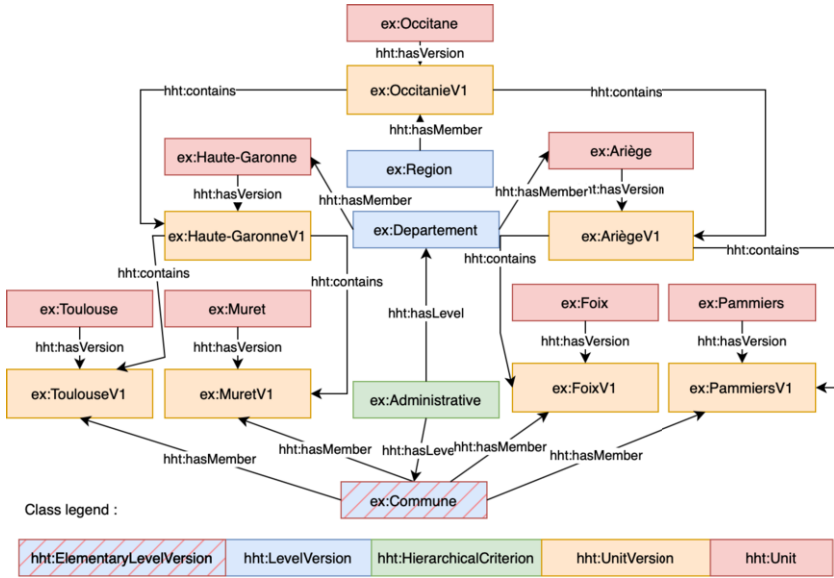 ex:Occitane
hht:hasVersion
hht:contains
ex:OccitanieV1
hht:contains
hht:hasMember
ex:Haute-Garonne
ex:Region
ex:Ariège
hht:hasVersion
hht:hasMember
hht:hasMember
ht:hasVersion
ex:Haute-GaronneV1
ex:Departement
ex:AriègeV1
hht:contains
hht:contains
hht:contains
hht:contains
ex:Toulouse
ex:Muret
hht:hasLevel
ex:Foix
ex:Pammiers
hht:hasVersion
hht:hasVersion
hht:hasVersion
hht:hasVersion
ex:ToulouseV1
ex:MuretV1
ex:Administrative
ex:FoixV1
ex:PammiersV1
hht:hasMember
hht:hasMember
hht:hasLeve
hht:hasMember
hht:hasMember
ex:Commune
Class legend :
hht:ElementaryLevelVersion
hht:LevelVersion
hht:HierarchicalCriterion
hht:UnitVersion
hht:Unit